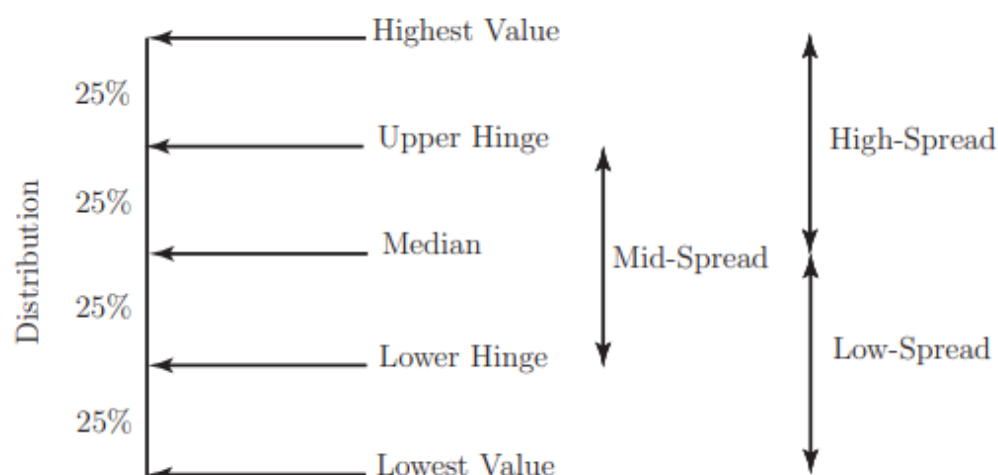 Highest Value
25%
Upper Hinge
High-Spread
25%
Distribution
Median
Mid-Spread
25%
Lower Hinge
Low-Spread
25%
Lowest Value